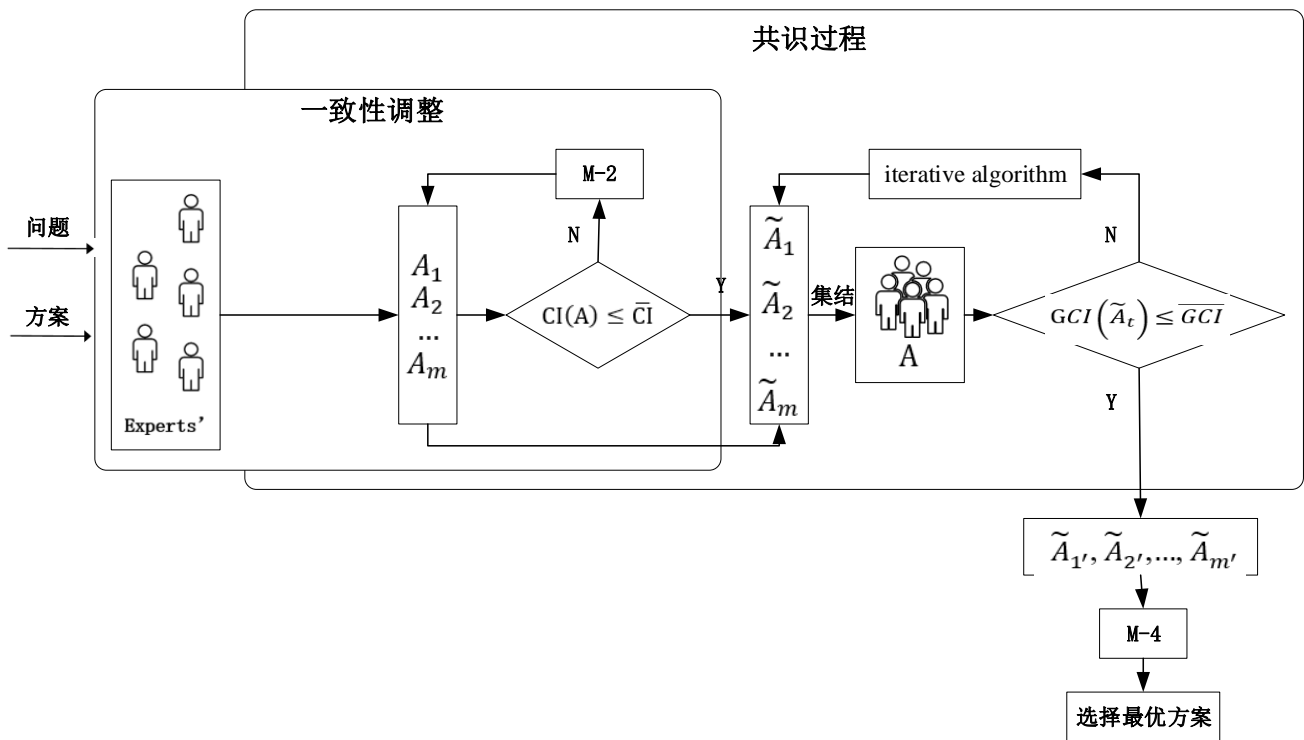 共识过程
一致性调整
问题
方案
Experts'
M-2
N
A₁
A₂
...
Aₘ
CI(A) ≤ C̅I̅
Y
Ã₁
Ã₂
...
Ãₘ
集结
A
iterative algorithm
N
GCI(Ãₜ) ≤ G̅C̅I̅
Y
Ã₁′, Ã₂′,..., Ãₘ′
M-4
选择最优方案